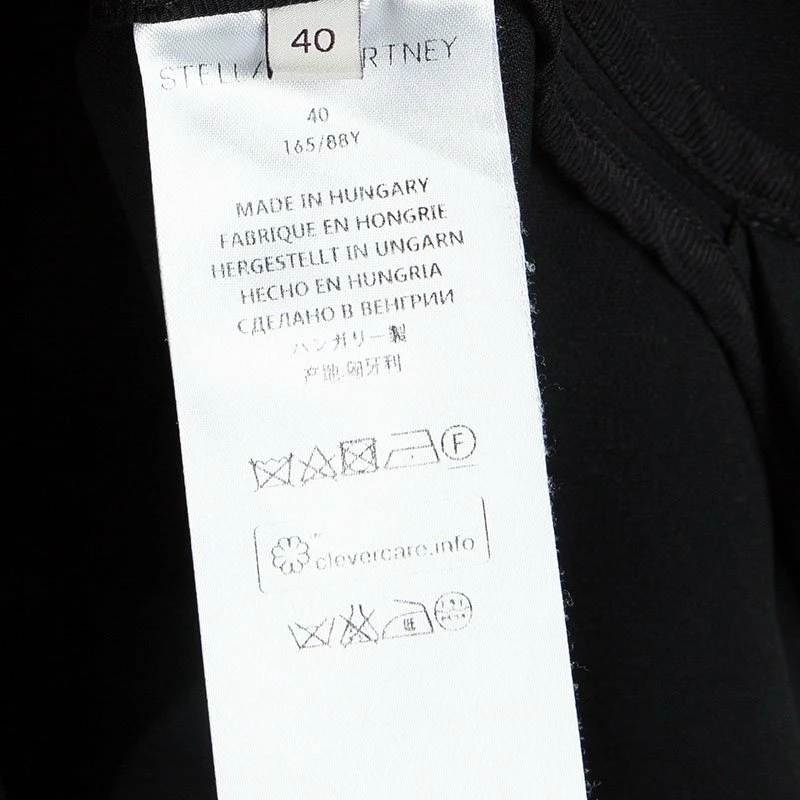 40
STELLA RTNEY
40
165/88Y
MADE IN HUNGARY
FABRIQUE EN HONGRIE
HERGESTELLT IN UNGARN
HECHO EN HUNGRIA
СДЕЛАНО В ВЕНГРИИ
ハンガリー製
产地.匈牙利
F
clevercare.info